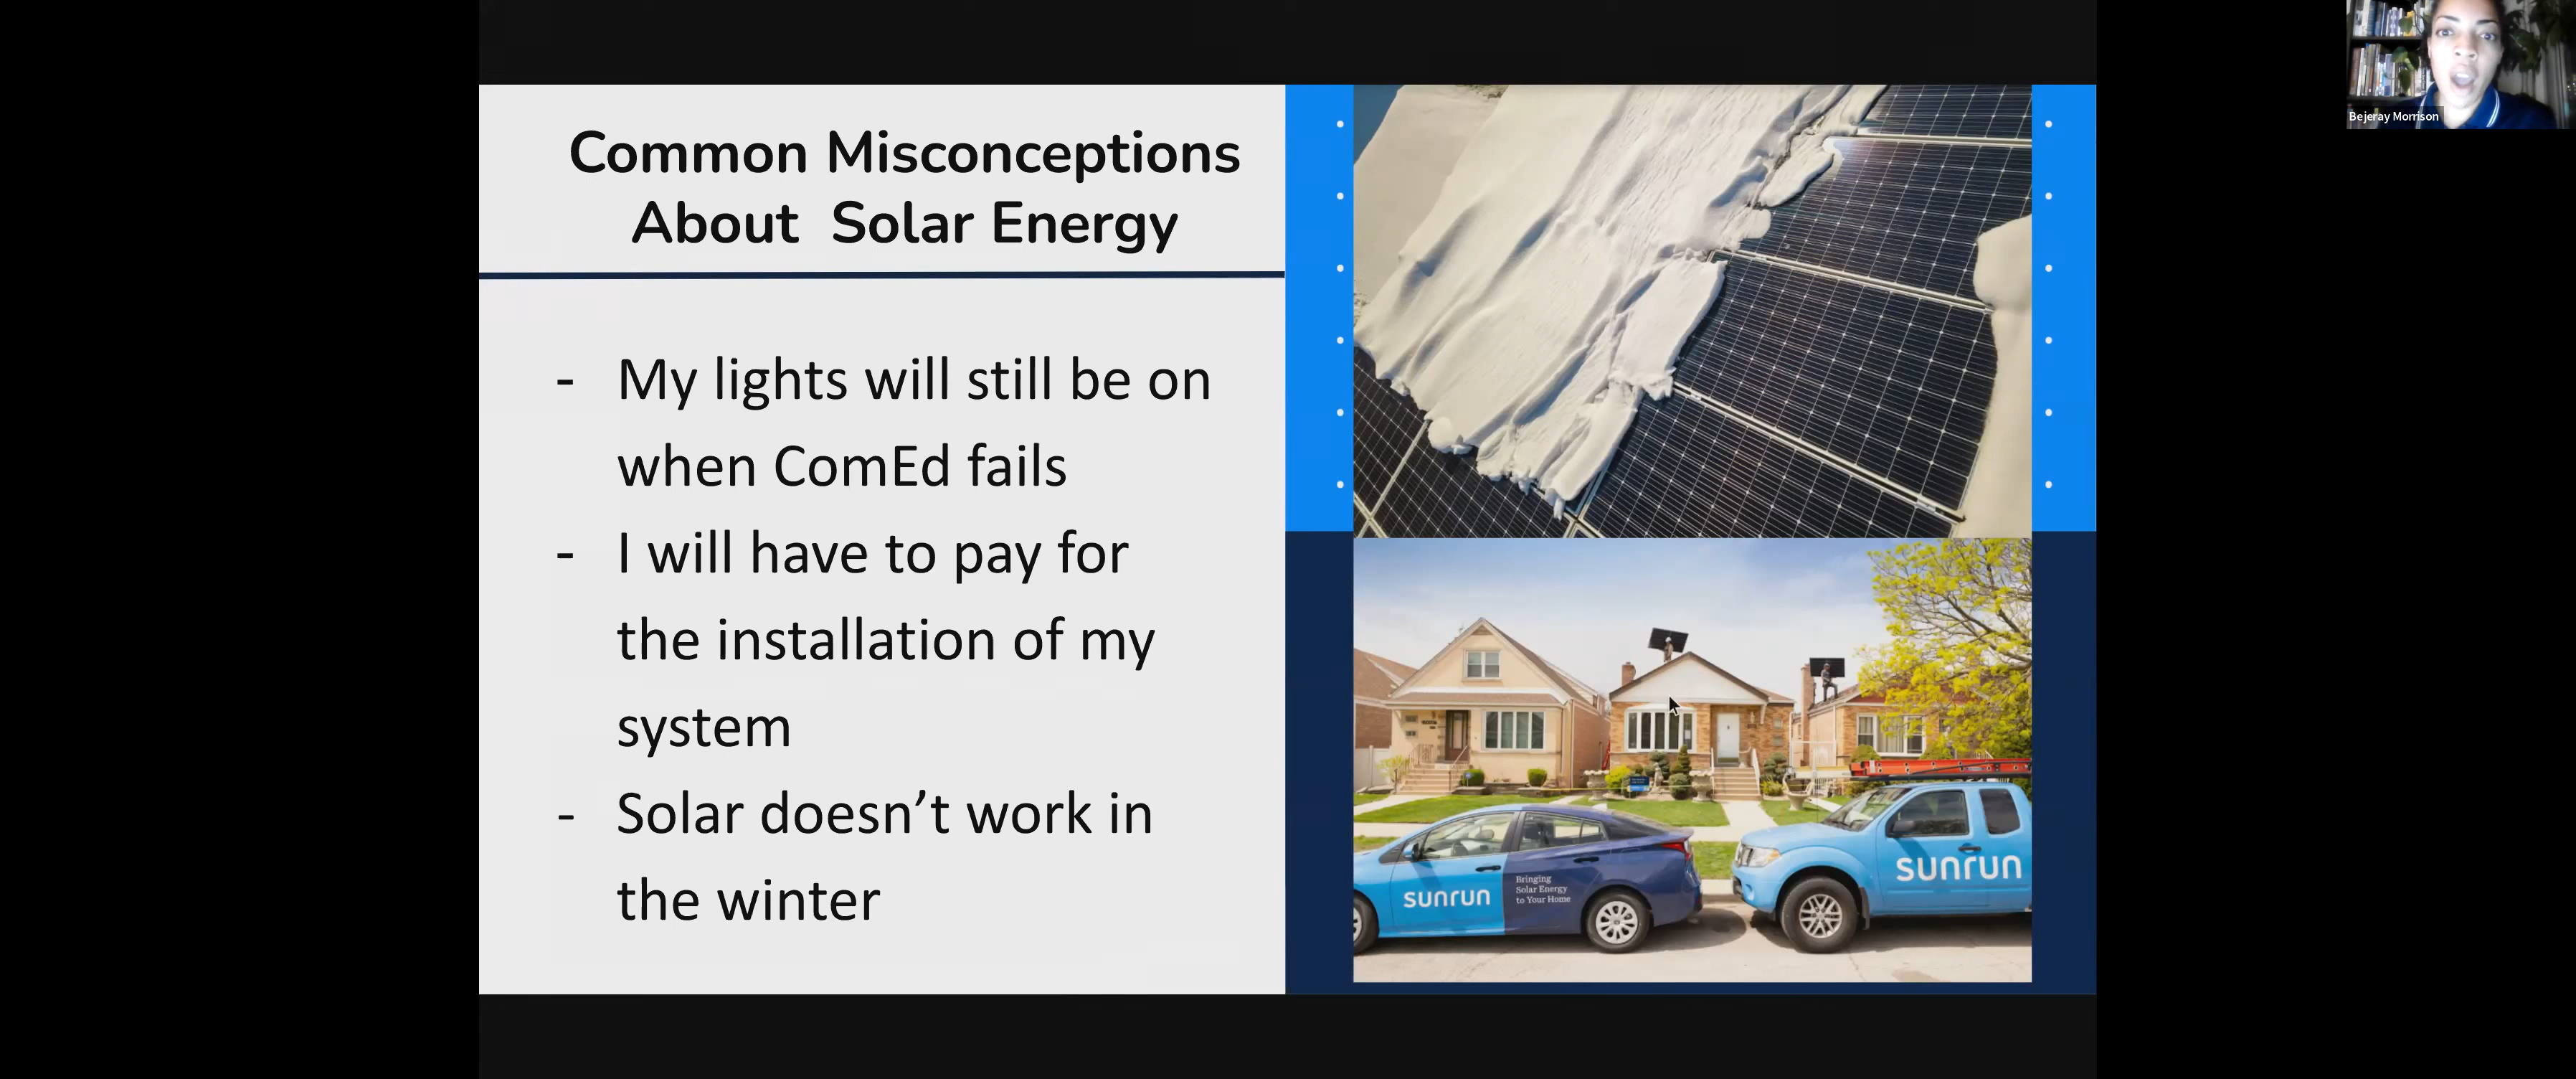 Common Misconceptions
About Solar Energy
- My lights will still be on
when ComEd fails
- I will have to pay for
the installation of my
system
- Solar doesn’t work in
the winter
sunrun
Bringing
Solar Energy
to Your Home
sunrun
Bejeray Morrison